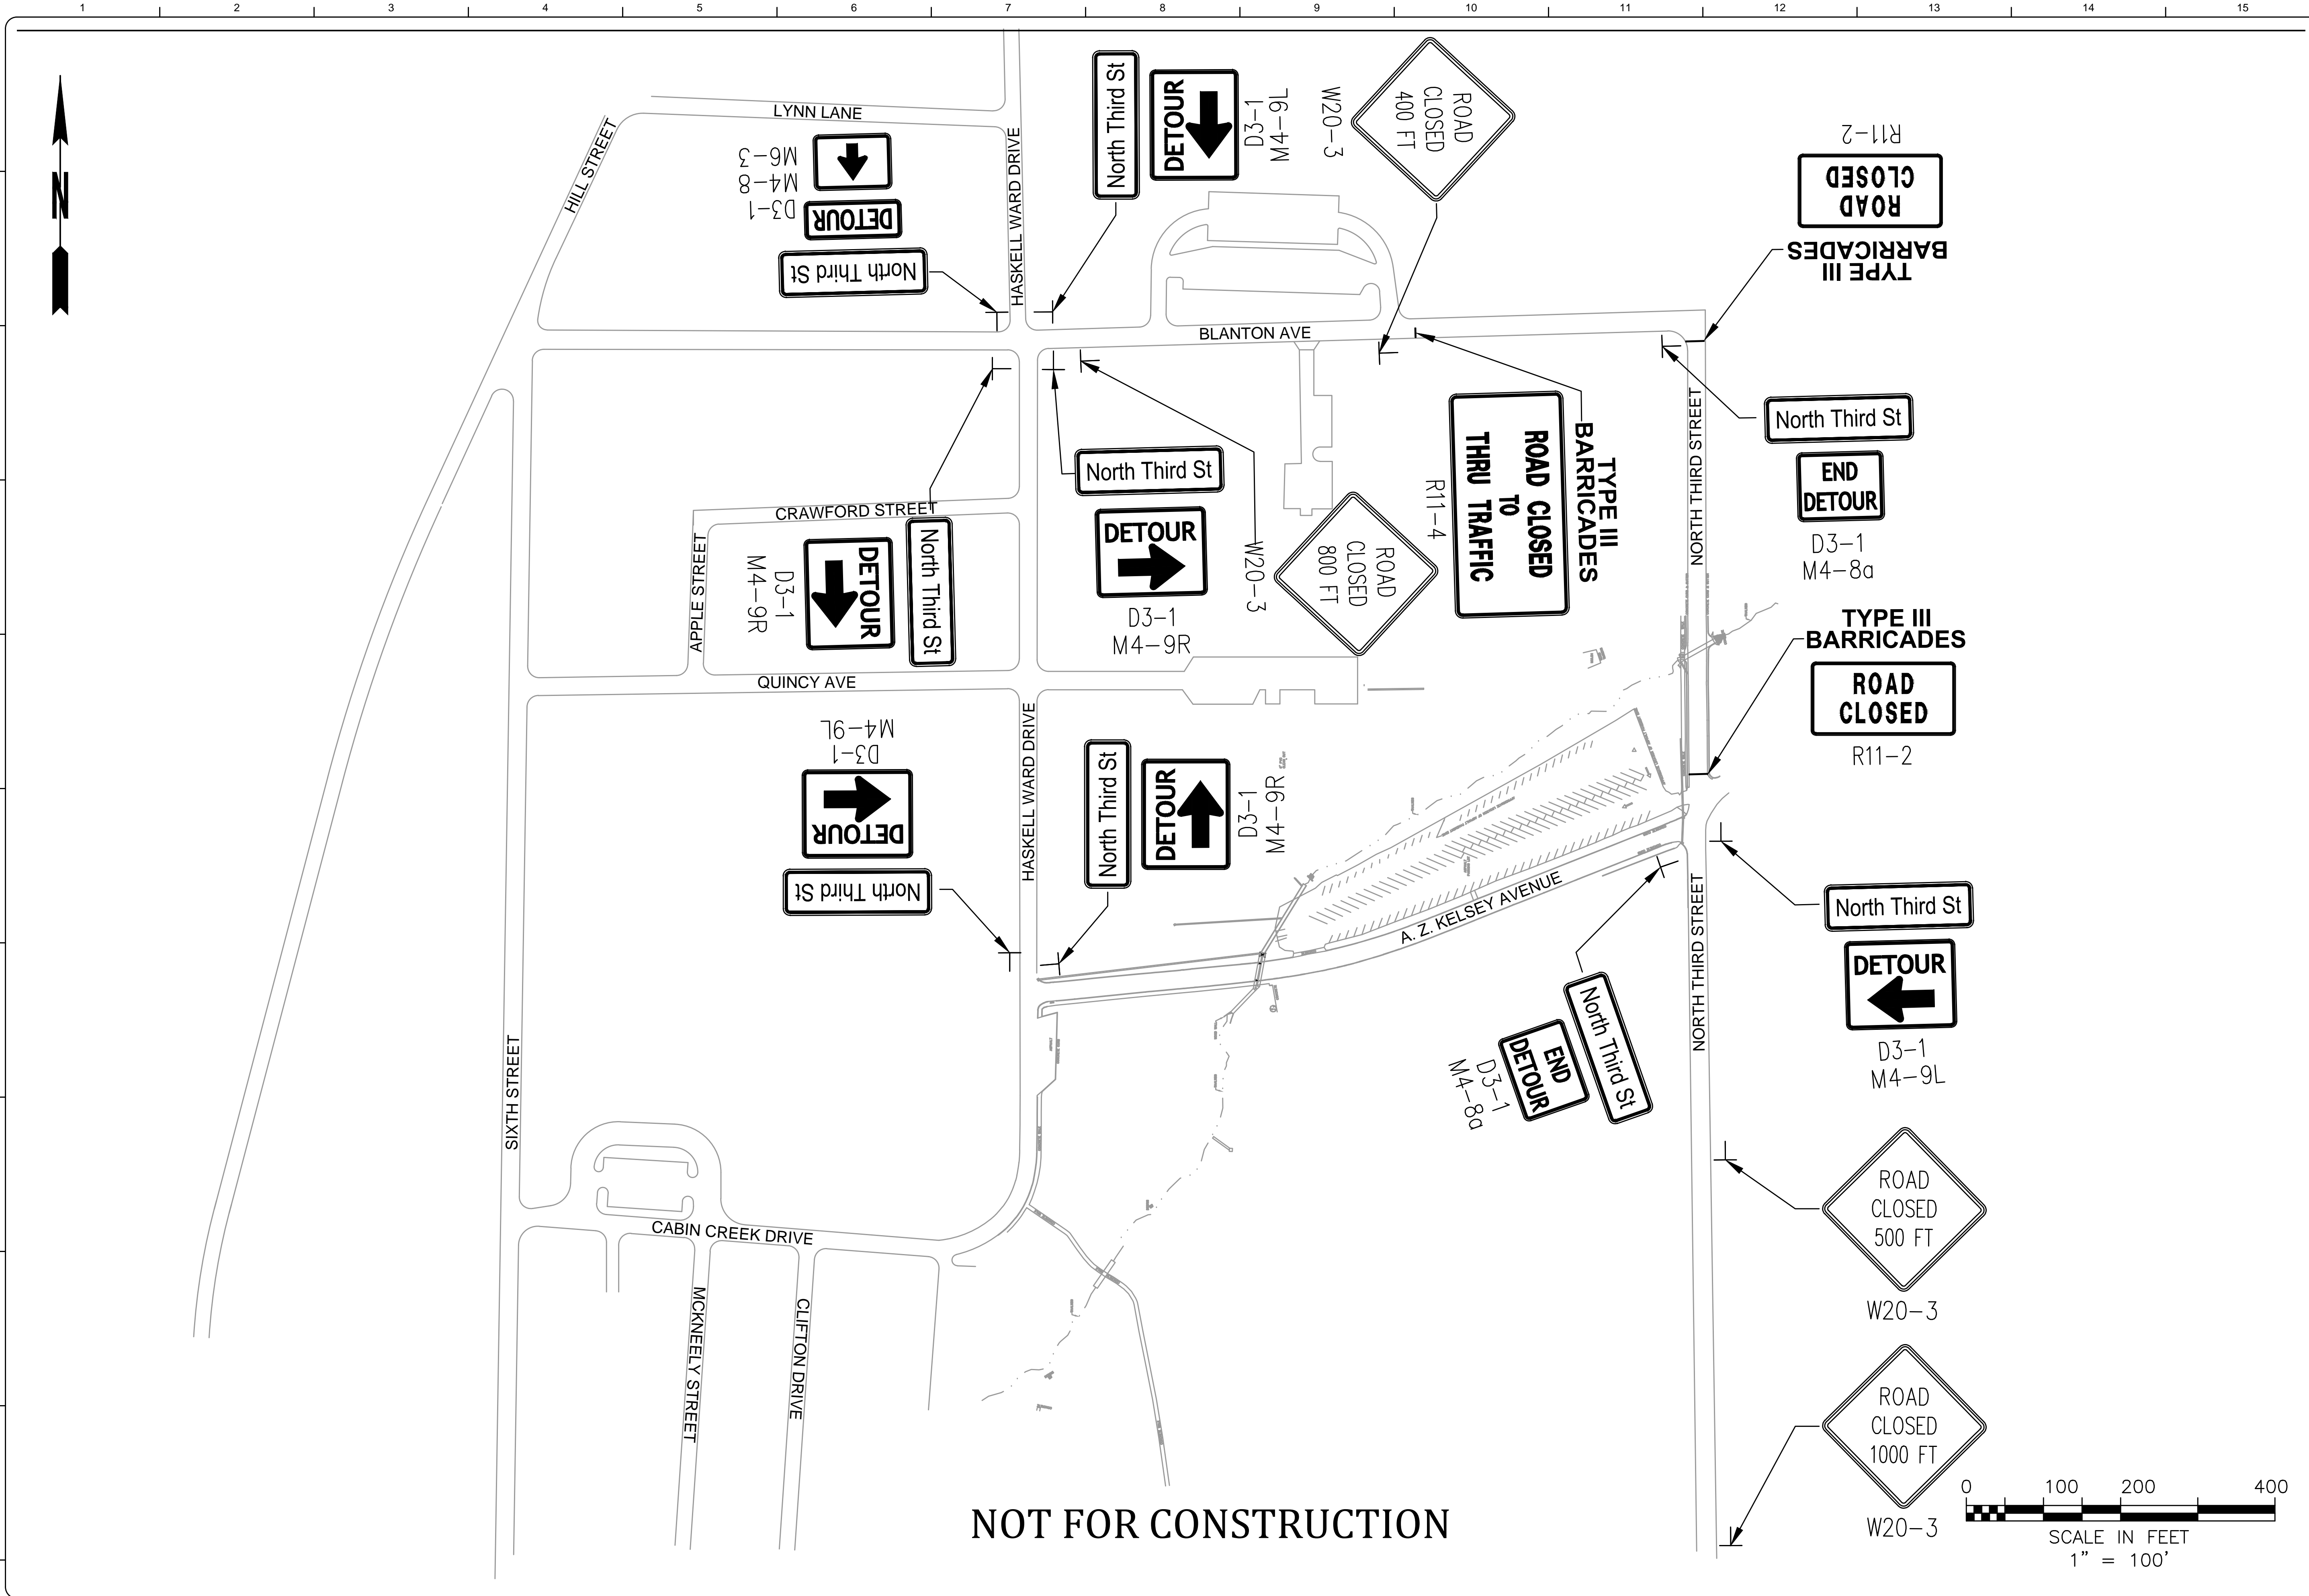 1 2 3 4 5 6 7 8 9 10 11 12 13 14 15
N
LYNN LANE
HILL STREET
HASKELL WARD DRIVE
M6-3
M4-8
D3-1
DETOUR
North Third St
North Third St
DETOUR
D3-1
M4-9L
W20-3
ROAD
CLOSED
400 FT
R11-2
ROAD
CLOSED
TYPE III
BARRICADES
BLANTON AVE
North Third St
DETOUR
D3-1
M4-9R
W20-3
ROAD
CLOSED
800 FT
R11-4
ROAD CLOSED
TO
THRU TRAFFIC
TYPE III
BARRICADES
NORTH THIRD STREET
North Third St
END
DETOUR
D3-1
M4-8a
CRAWFORD STREET
APPLE STREET
North Third St
DETOUR
D3-1
M4-9R
QUINCY AVE
TYPE III
BARRICADES
ROAD
CLOSED
R11-2
HASKELL WARD DRIVE
North Third St
DETOUR
D3-1
M4-9L
North Third St
DETOUR
D3-1
M4-9R
A. Z. KELSEY AVENUE
NORTH THIRD STREET
North Third St
DETOUR
D3-1
M4-9L
North Third St
END
DETOUR
D3-1
M4-8a
SIXTH STREET
CABIN CREEK DRIVE
MCKNEELY STREET
CLIFTON DRIVE
ROAD
CLOSED
500 FT
W20-3
ROAD
CLOSED
1000 FT
W20-3
NOT FOR CONSTRUCTION
0 100 200 400
SCALE IN FEET
1" = 100'